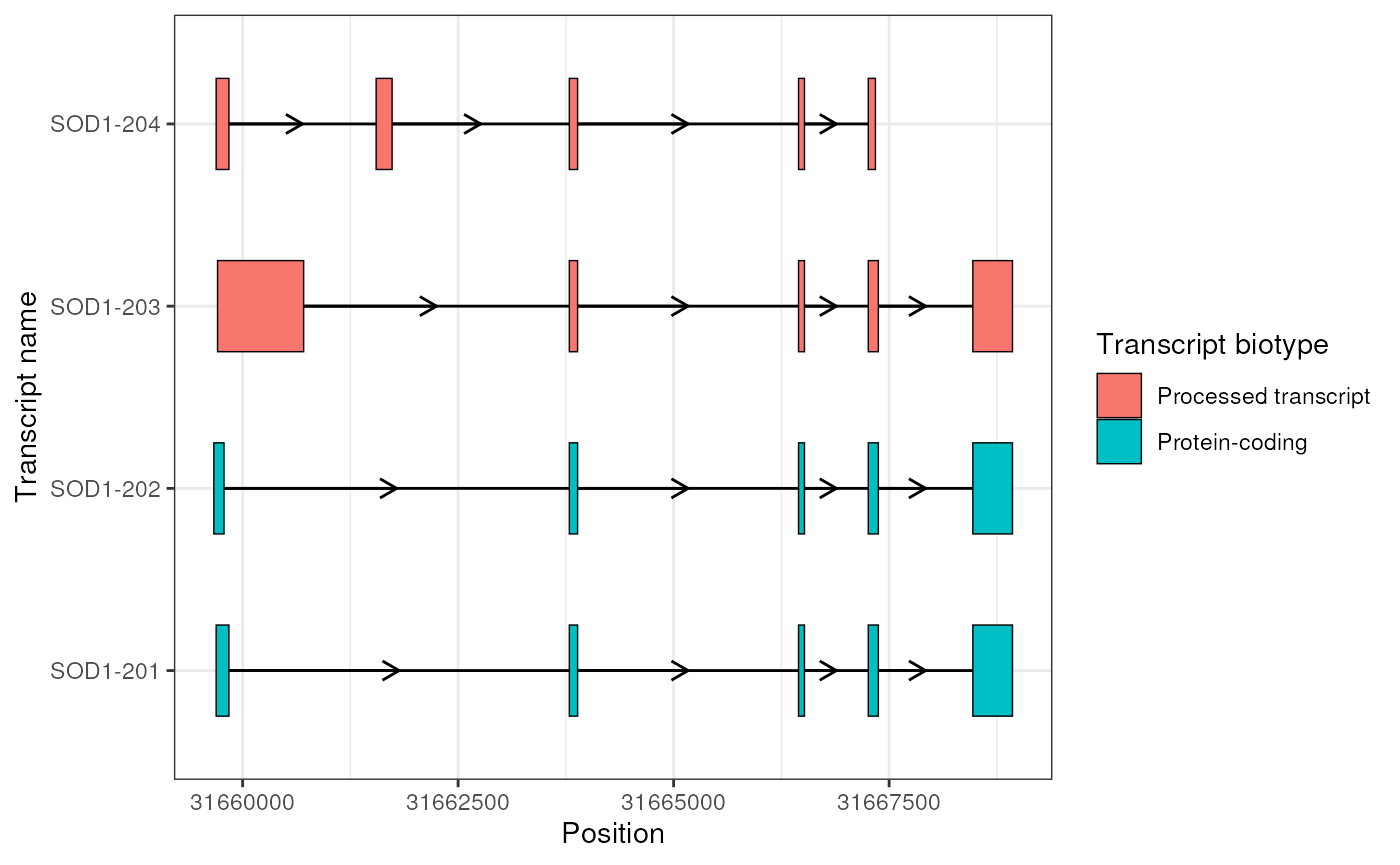 SOD1-204
SOD1-203
SOD1-202
SOD1-201
Transcript name
31660000 31662500 31665000 31667500
Position
Transcript biotype
Processed transcript
Protein-coding